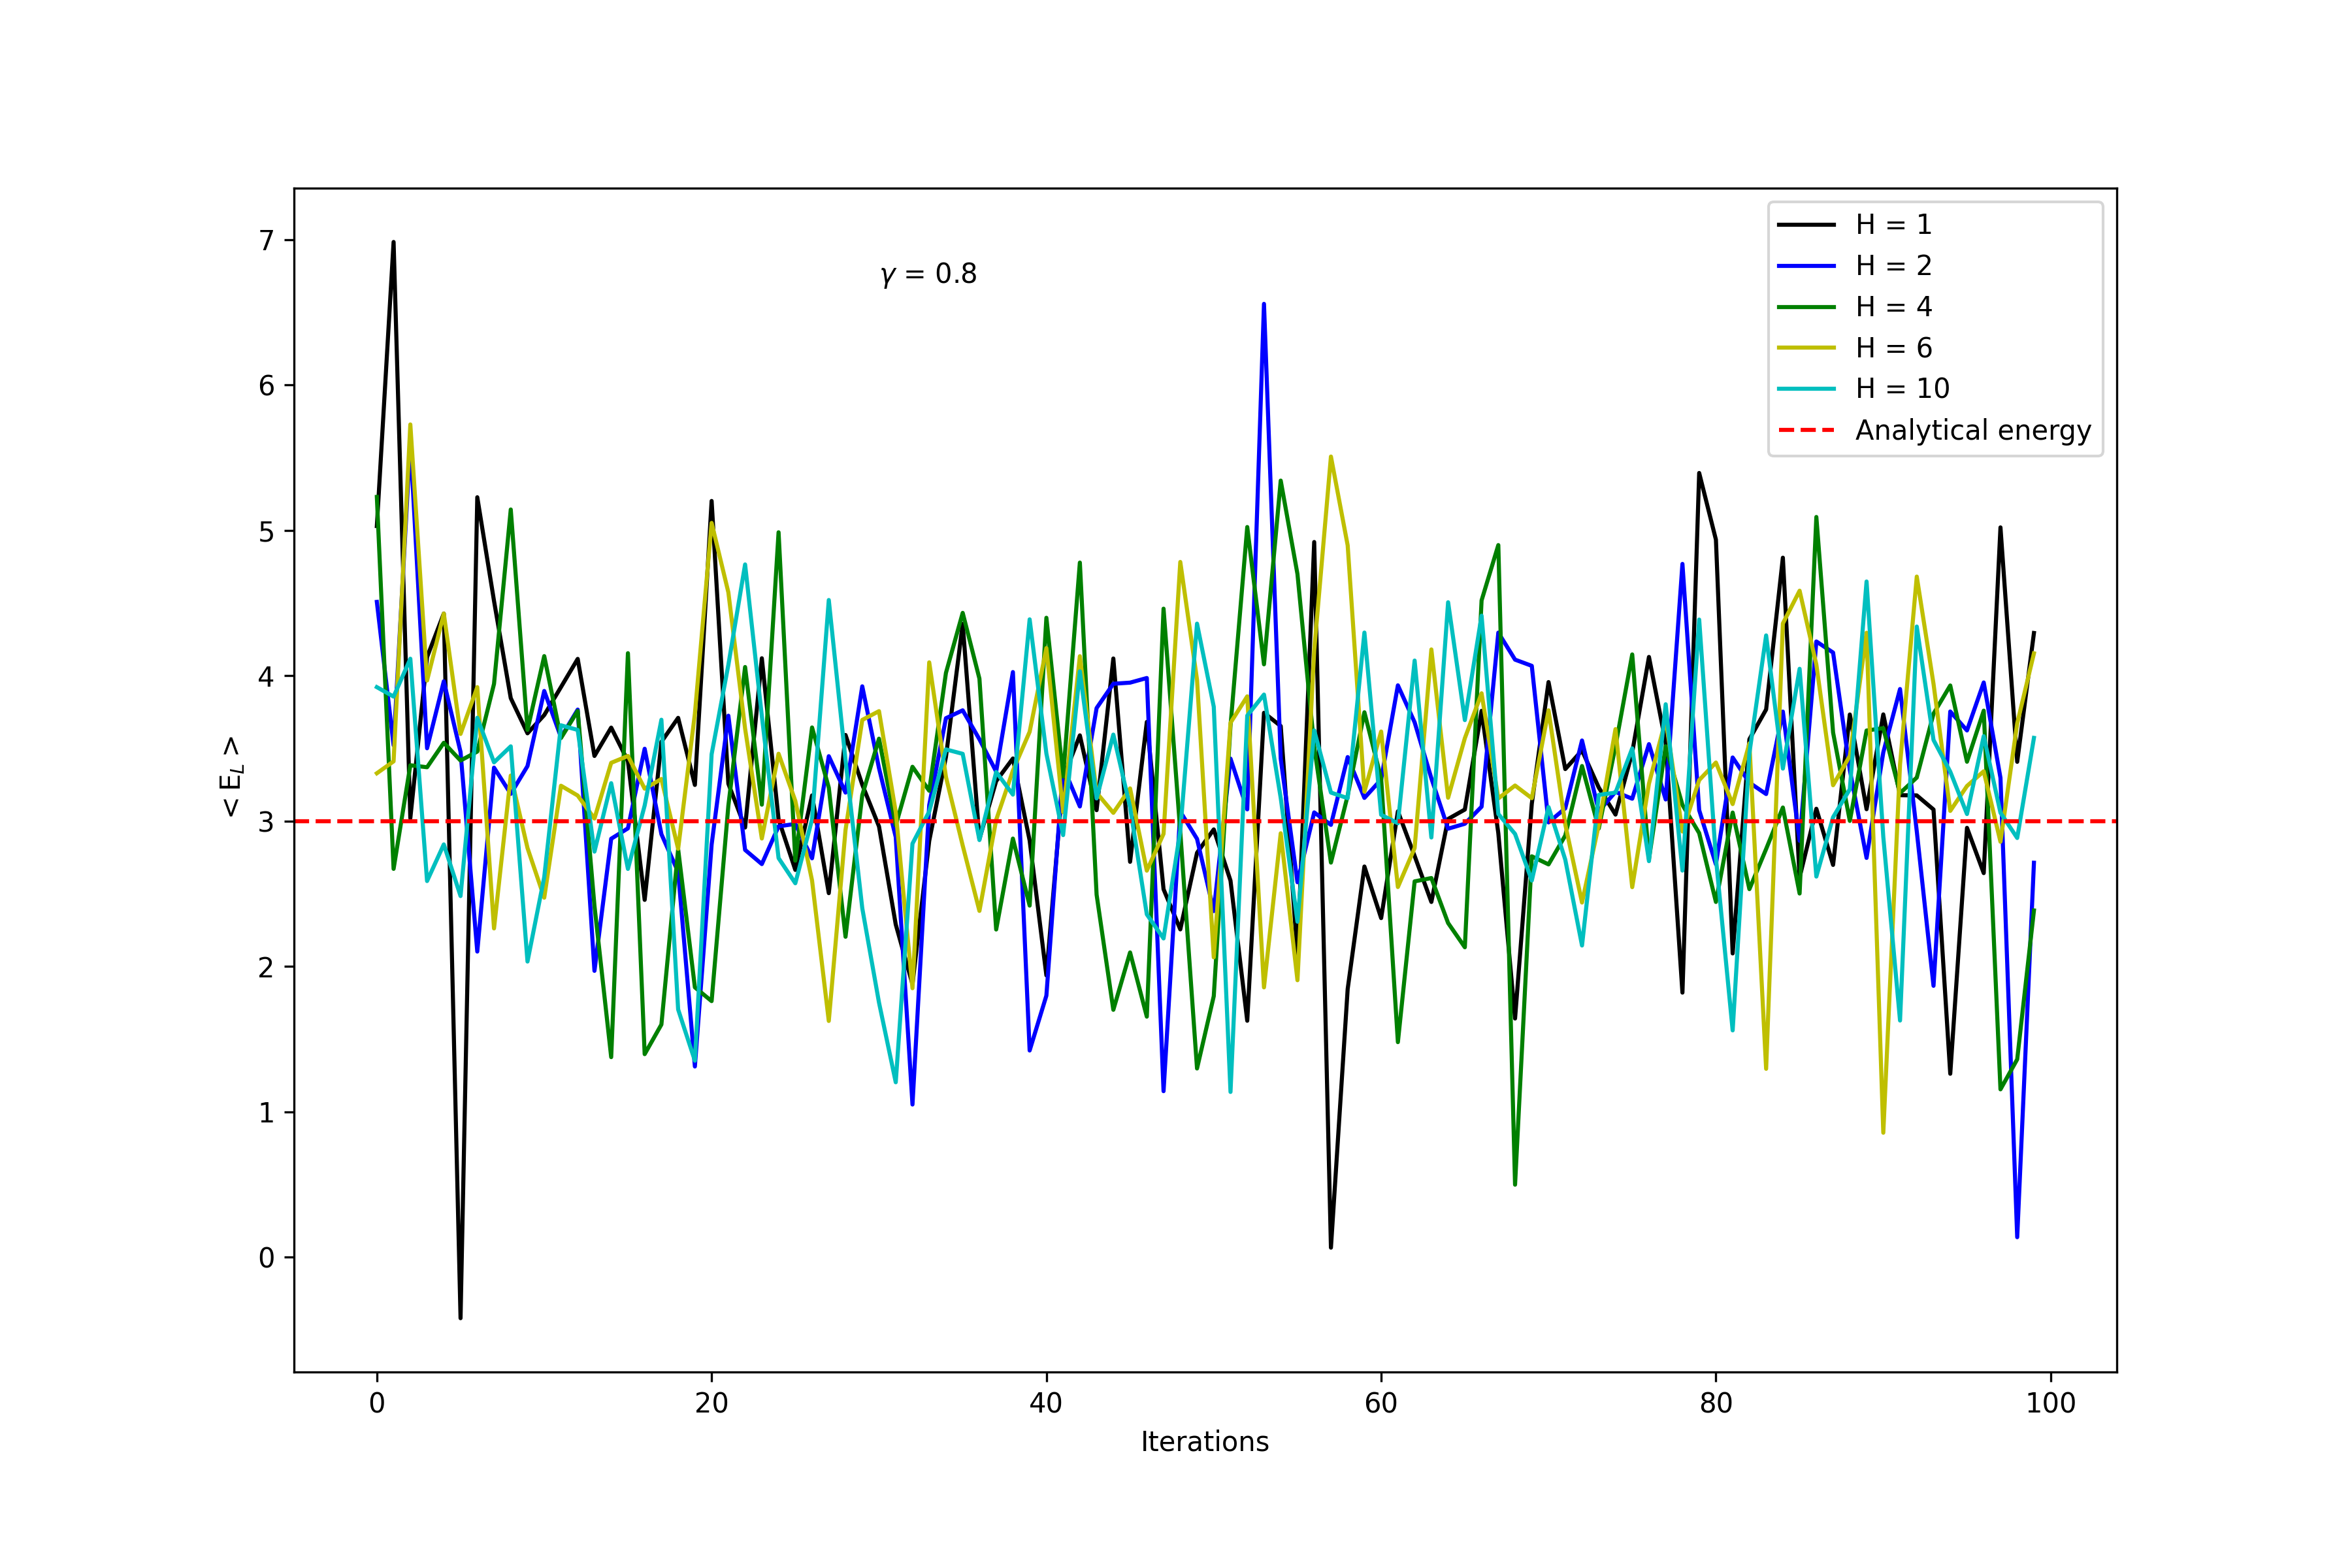 γ = 0.8
H = 1
H = 2
H = 4
H = 6
H = 10
Analytical energy
7
6
5
4
3
2
1
0
<E_L>
0 20 40 60 80 100
Iterations